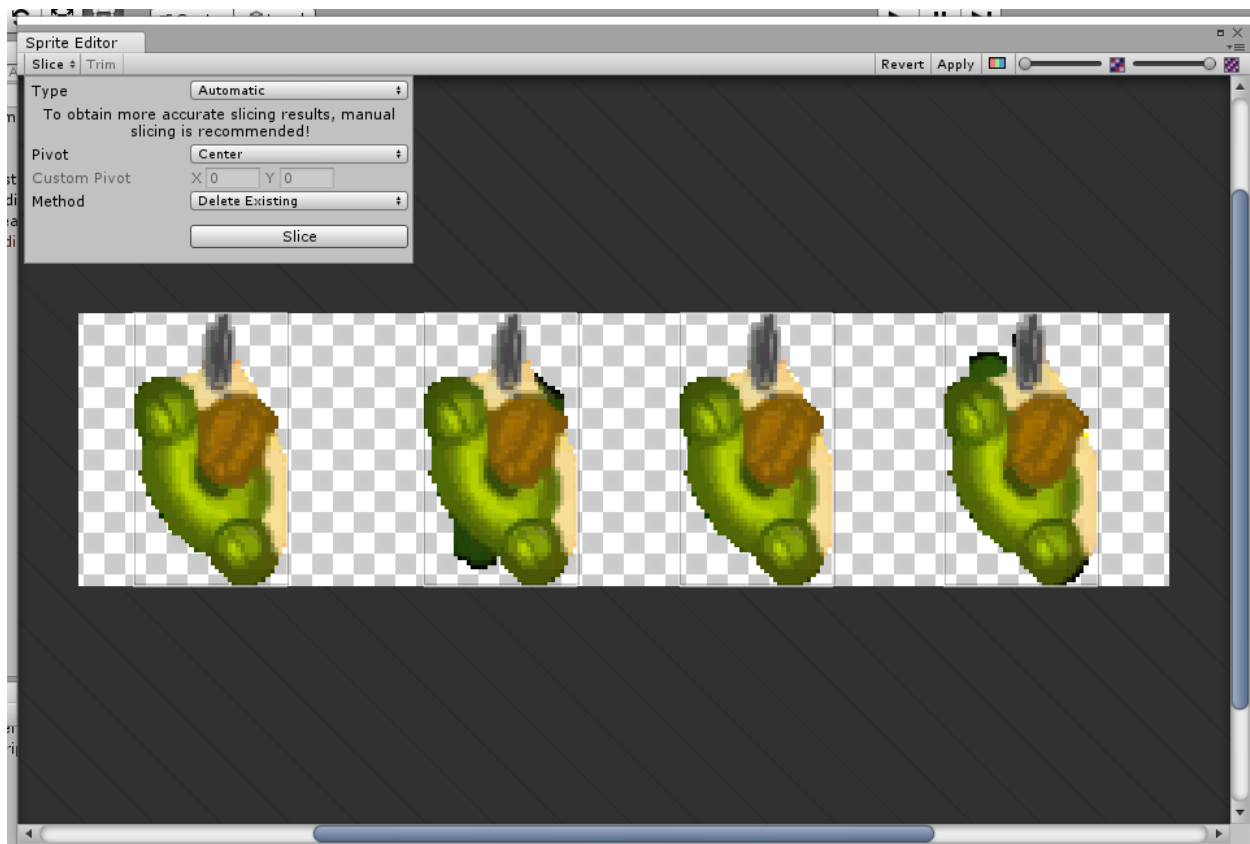 Sprite Editor
Slice Trim
Revert Apply
Type Automatic
To obtain more accurate slicing results, manual
slicing is recommended!
Pivot Center
Custom Pivot X 0 Y 0
Method Delete Existing
Slice